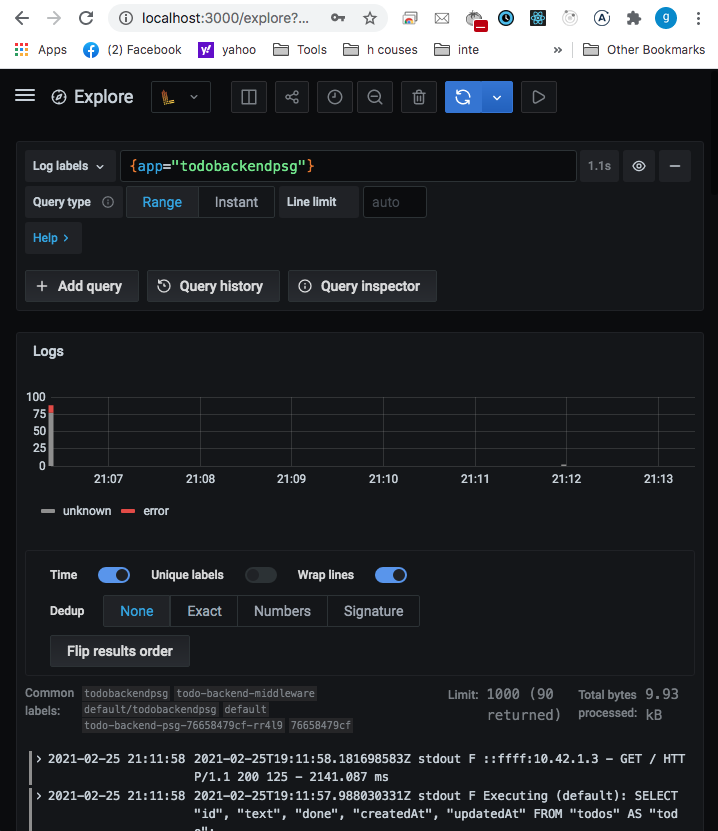 localhost:3000/explore?...
g
Apps
(2) Facebook
yahoo
Tools
h couses
inte
»
Other Bookmarks
Explore
Log labels
{app="todobackendpsg"}
1.1s
Query type
Range
Instant
Line limit
auto
Help
+ Add query
Query history
Query inspector
Logs
100
75
50
25
0
21:07
21:08
21:09
21:10
21:11
21:12
21:13
unknown
error
Time
Unique labels
Wrap lines
Dedup
None
Exact
Numbers
Signature
Flip results order
Common labels:
todobackendpsg todo-backend-middleware
default/todobackendpsg default
todo-backend-psg-76658479cf-rr4l9 76658479cf
Limit: 1000 (90 returned)
Total bytes processed: 9.93 kB
> 2021-02-25 21:11:58 2021-02-25T19:11:58.181698583Z stdout F ::ffff:10.42.1.3 – GET / HTT
P/1.1 200 125 – 2141.087 ms
> 2021-02-25 21:11:58 2021-02-25T19:11:57.988030331Z stdout F Executing (default): SELECT
"id", "text", "done", "createdAt", "updatedAt" FROM "todos" AS "tod
o";